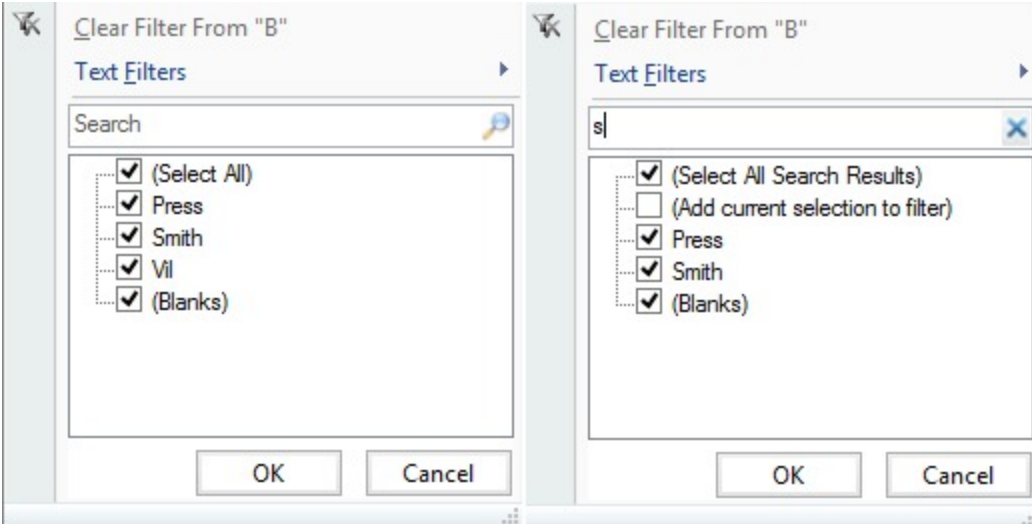 Clear Filter From "B"
Text Filters
Search
(Select All)
Press
Smith
Vil
(Blanks)
OK Cancel
Clear Filter From "B"
Text Filters
s
(Select All Search Results)
(Add current selection to filter)
Press
Smith
(Blanks)
OK Cancel